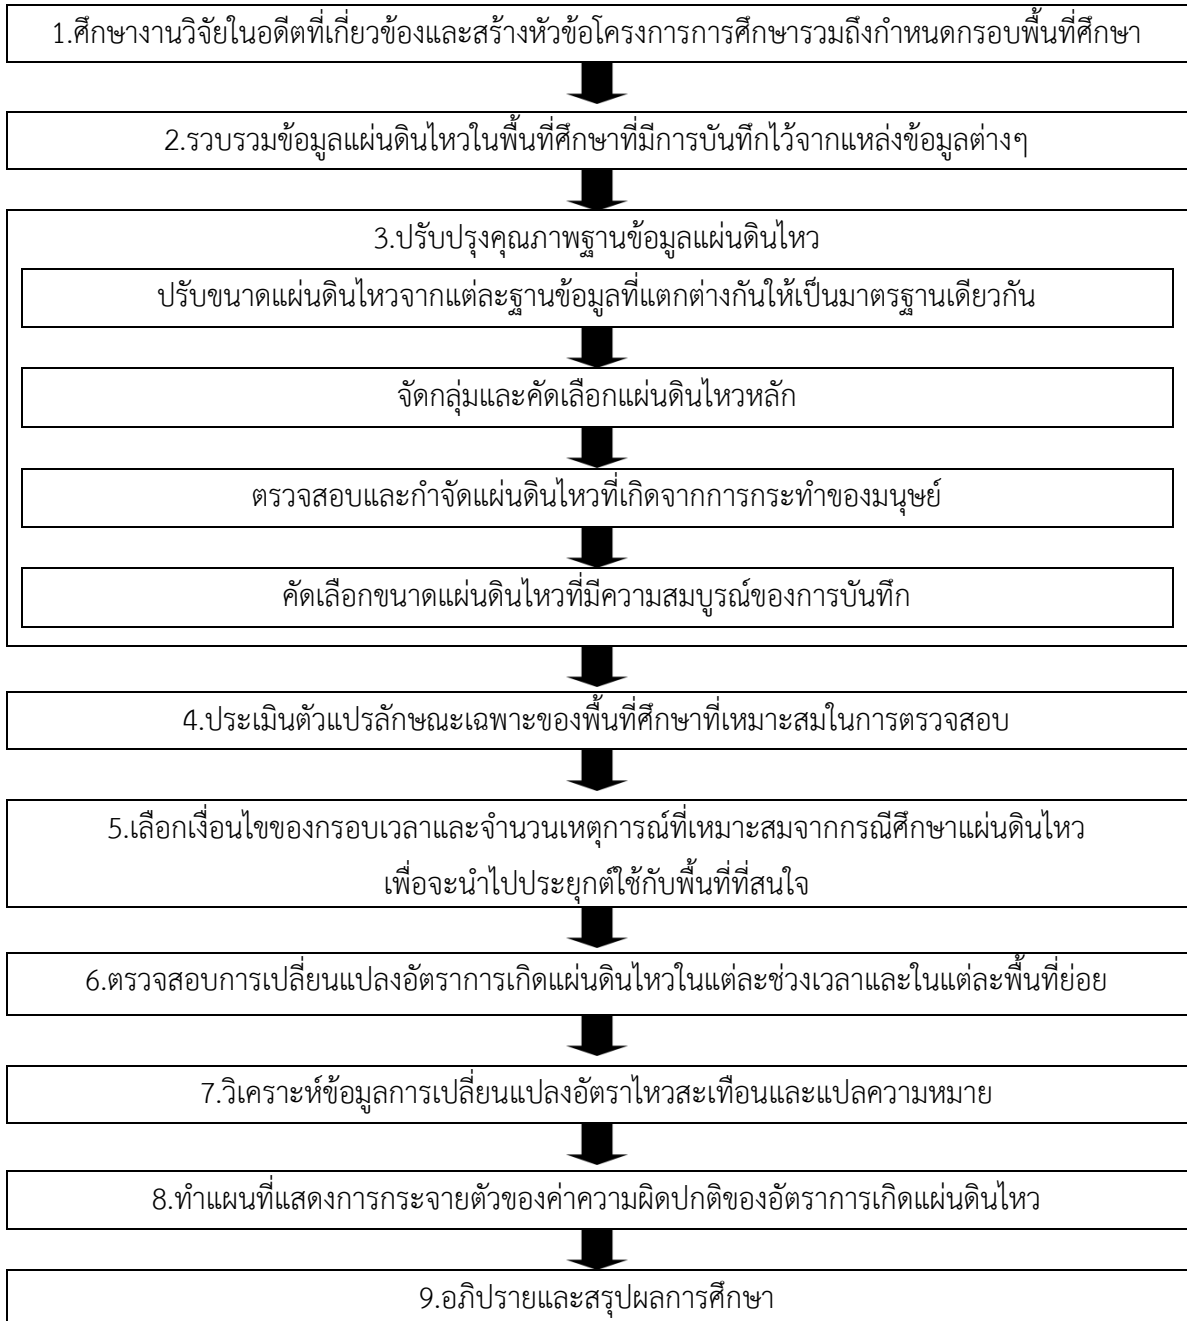 1.ศึกษางานวิจัยในอดีตที่เกี่ยวข้องและสร้างหัวข้อโครงการการศึกษารวมถึงกำหนดกรอบพื้นที่ศึกษา
2.รวบรวมข้อมูลแผ่นดินไหวในพื้นที่ศึกษาที่มีการบันทึกไว้จากแหล่งข้อมูลต่างๆ
3.ปรับปรุงคุณภาพฐานข้อมูลแผ่นดินไหว
ปรับขนาดแผ่นดินไหวจากแต่ละฐานข้อมูลที่แตกต่างกันให้เป็นมาตรฐานเดียวกัน
จัดกลุ่มและคัดเลือกแผ่นดินไหวหลัก
ตรวจสอบและกำจัดแผ่นดินไหวที่เกิดจากการกระทำของมนุษย์
คัดเลือกขนาดแผ่นดินไหวที่มีความสมบูรณ์ของการบันทึก
4.ประเมินตัวแปรลักษณะเฉพาะของพื้นที่ศึกษาที่เหมาะสมในการตรวจสอบ
5.เลือกเงื่อนไขของกรอบเวลาและจำนวนเหตุการณ์ที่เหมาะสมจากกรณีศึกษาแผ่นดินไหว
เพื่อจะนำไปประยุกต์ใช้กับพื้นที่ที่สนใจ
6.ตรวจสอบการเปลี่ยนแปลงอัตราการเกิดแผ่นดินไหวในแต่ละช่วงเวลาและในแต่ละพื้นที่ย่อย
7.วิเคราะห์ข้อมูลการเปลี่ยนแปลงอัตราไหวสะเทือนและแปลความหมาย
8.ทำแผนที่แสดงการกระจายตัวของค่าความผิดปกติของอัตราการเกิดแผ่นดินไหว
9.อภิปรายและสรุปผลการศึกษา